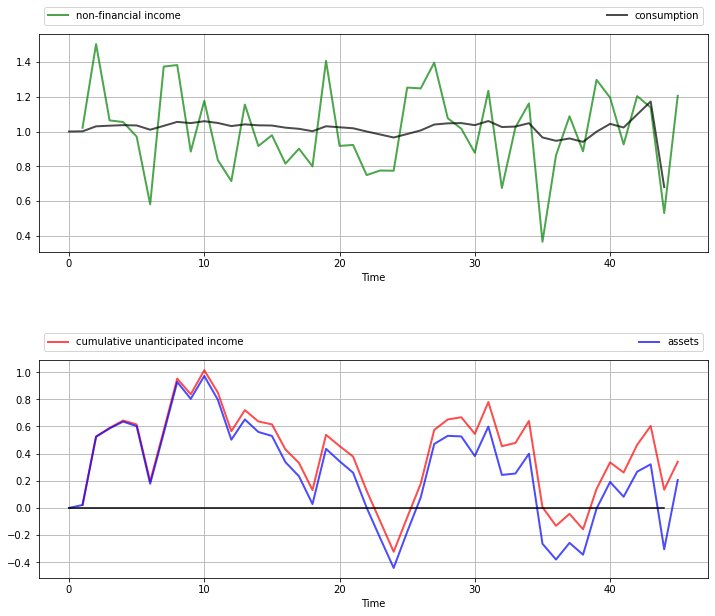 non-financial income consumption
1.4
1.2
1.0
0.8
0.6
0.4
0 10 20 30 40
Time
cumulative unanticipated income assets
1.0
0.8
0.6
0.4
0.2
0.0
−0.2
−0.4
0 10 20 30 40
Time